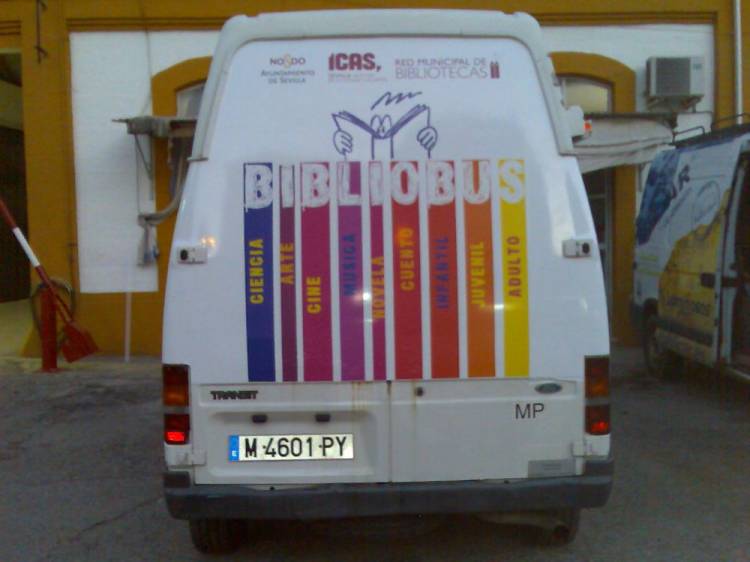 NO8DO
AYUNTAMIENTO
DE SEVILLA
ICAS,
RED MUNICIPAL DE
BIBLIOTECAS
BIBLIOBUS
CIENCIA
ARTE
CINE
MUSICA
NOVELA
CUENTO
INFANTIL
JUVENIL
ADULTO
TRANSIT
Ford
MP
E
M·4601·PY